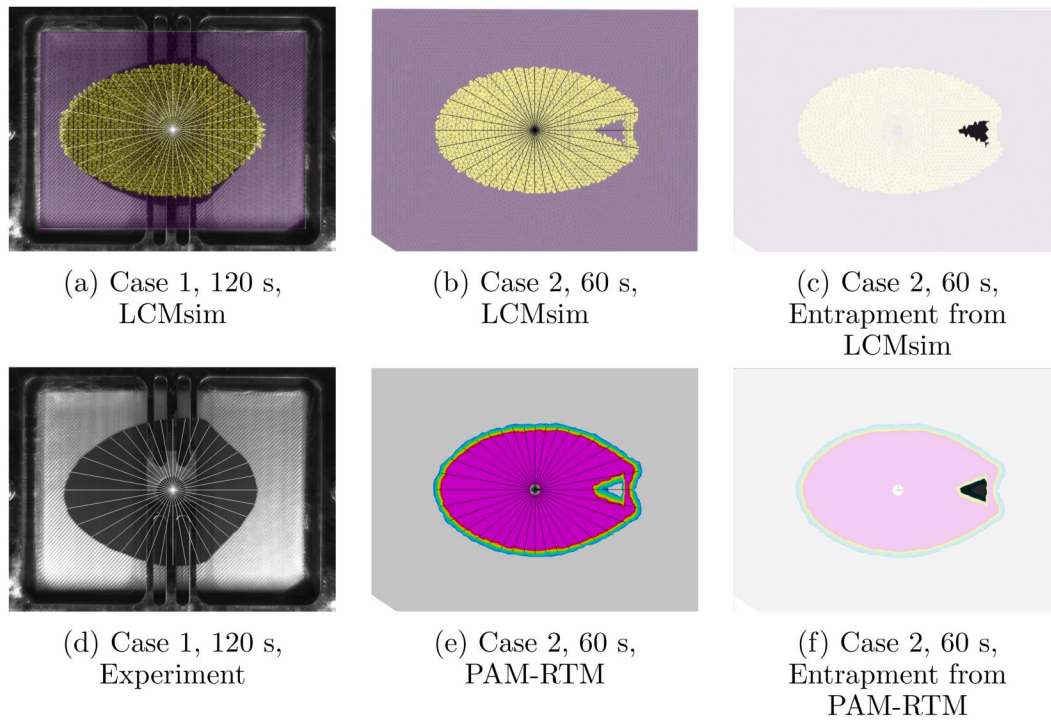 (a) Case 1, 120 s,
LCMsim
(b) Case 2, 60 s,
LCMsim
(c) Case 2, 60 s,
Entrapment from
LCMsim
(d) Case 1, 120 s,
Experiment
(e) Case 2, 60 s,
PAM-RTM
(f) Case 2, 60 s,
Entrapment from
PAM-RTM